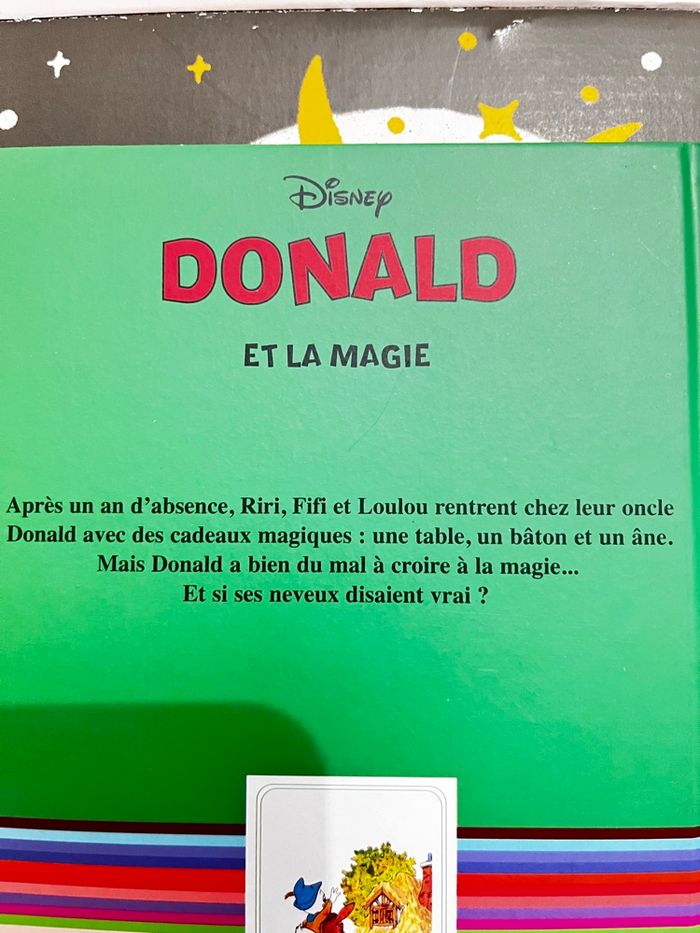 Disney
DONALD
ET LA MAGIE
Après un an d'absence, Riri, Fifi et Loulou rentrent chez leur oncle
Donald avec des cadeaux magiques : une table, un bâton et un âne.
Mais Donald a bien du mal à croire à la magie...
Et si ses neveux disaient vrai ?